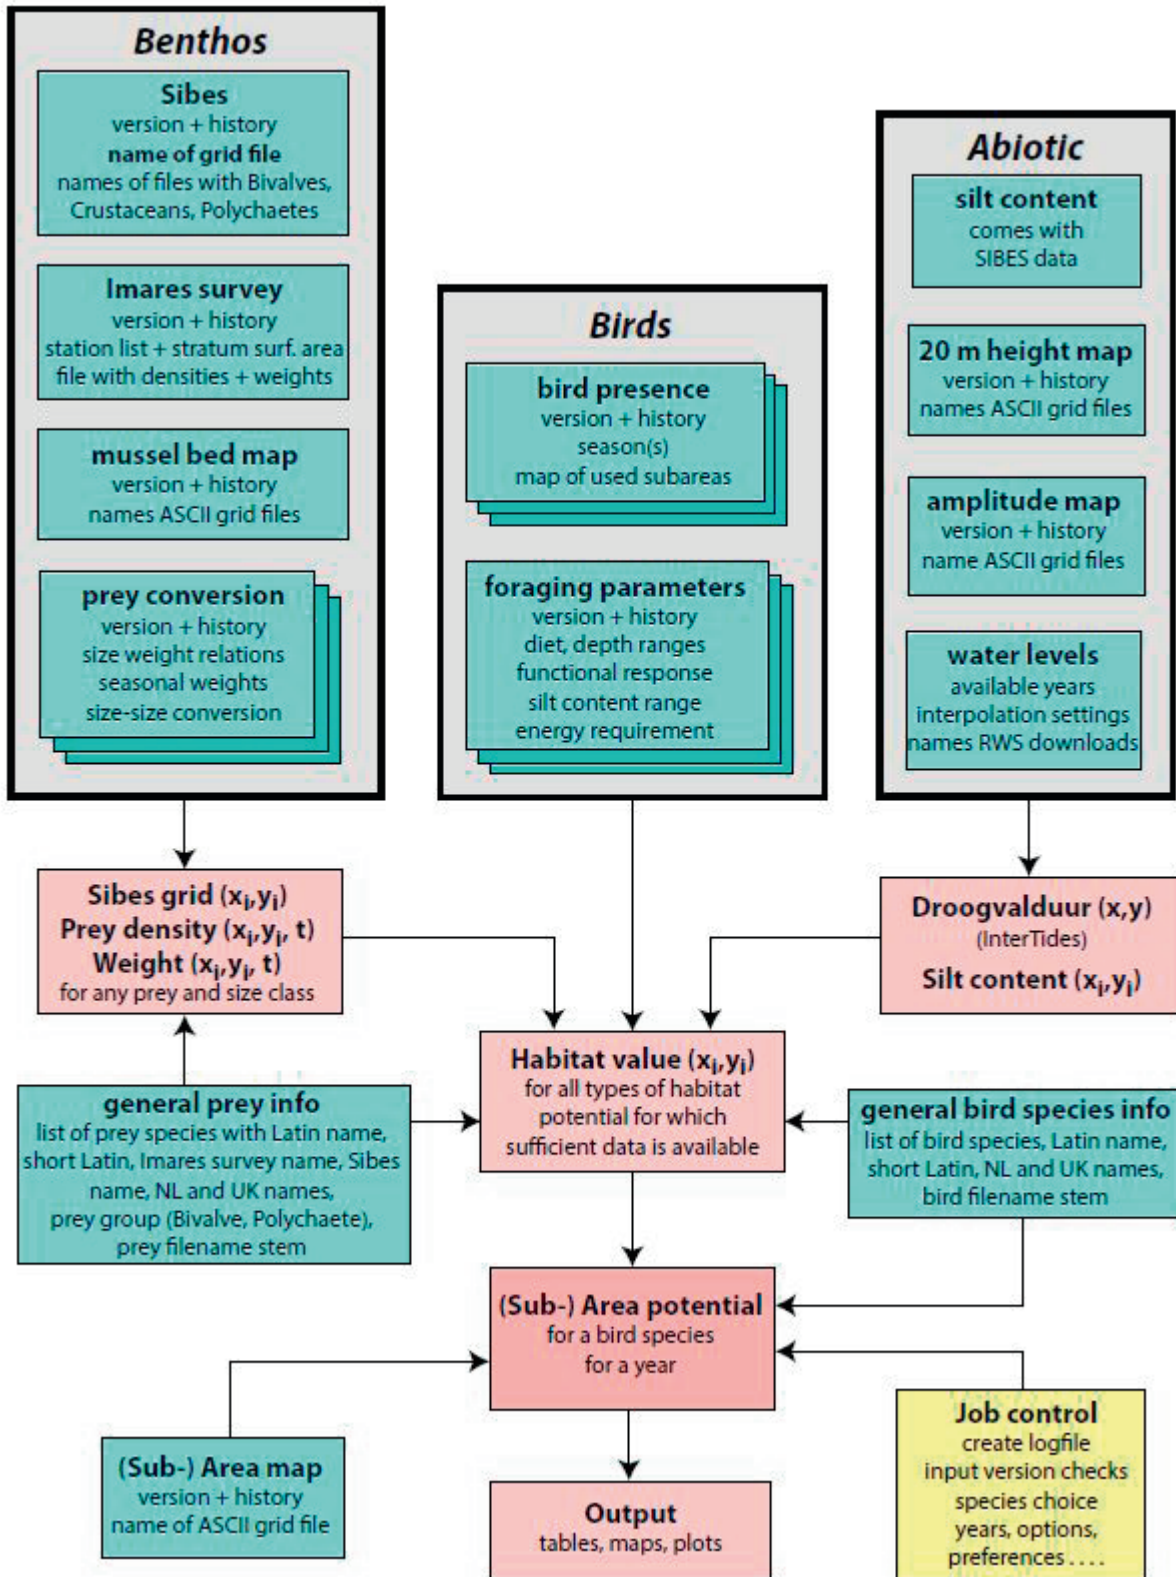 Benthos
Sibes
version + history
name of grid file
names of files with Bivalves,
Crustaceans, Polychaetes
Imares survey
version + history
station list + stratum surf. area
file with densities + weights
mussel bed map
version + history
names ASCII grid files
prey conversion
version + history
size weight relations
seasonal weights
size-size conversion
Birds
bird presence
version + history
season(s)
map of used subareas
foraging parameters
version + history
diet, depth ranges
functional response
silt content range
energy requirement
Abiotic
silt content
comes with
SIBES data
20 m height map
version + history
names ASCII grid files
amplitude map
version + history
name ASCII grid files
water levels
available years
interpolation settings
names RWS downloads
Sibes grid (xi,yi)
Prey density (xi,yi, t)
Weight (xi,yi, t)
for any prey and size class
Droogvalduur (x,y)
(InterTides)
Silt content (xi,yi)
Habitat value (xi,yi)
for all types of habitat
potential for which
sufficient data is available
general prey info
list of prey species with Latin name,
short Latin, Imares survey name, Sibes
name, NL and UK names,
prey group (Bivalve, Polychaete),
prey filename stem
general bird species info
list of bird species, Latin name,
short Latin, NL and UK names,
bird filename stem
(Sub-) Area potential
for a bird species
for a year
(Sub-) Area map
version + history
name of ASCII grid file
Job control
create logfile
input version checks
species choice
years, options,
preferences . . . .
Output
tables, maps, plots